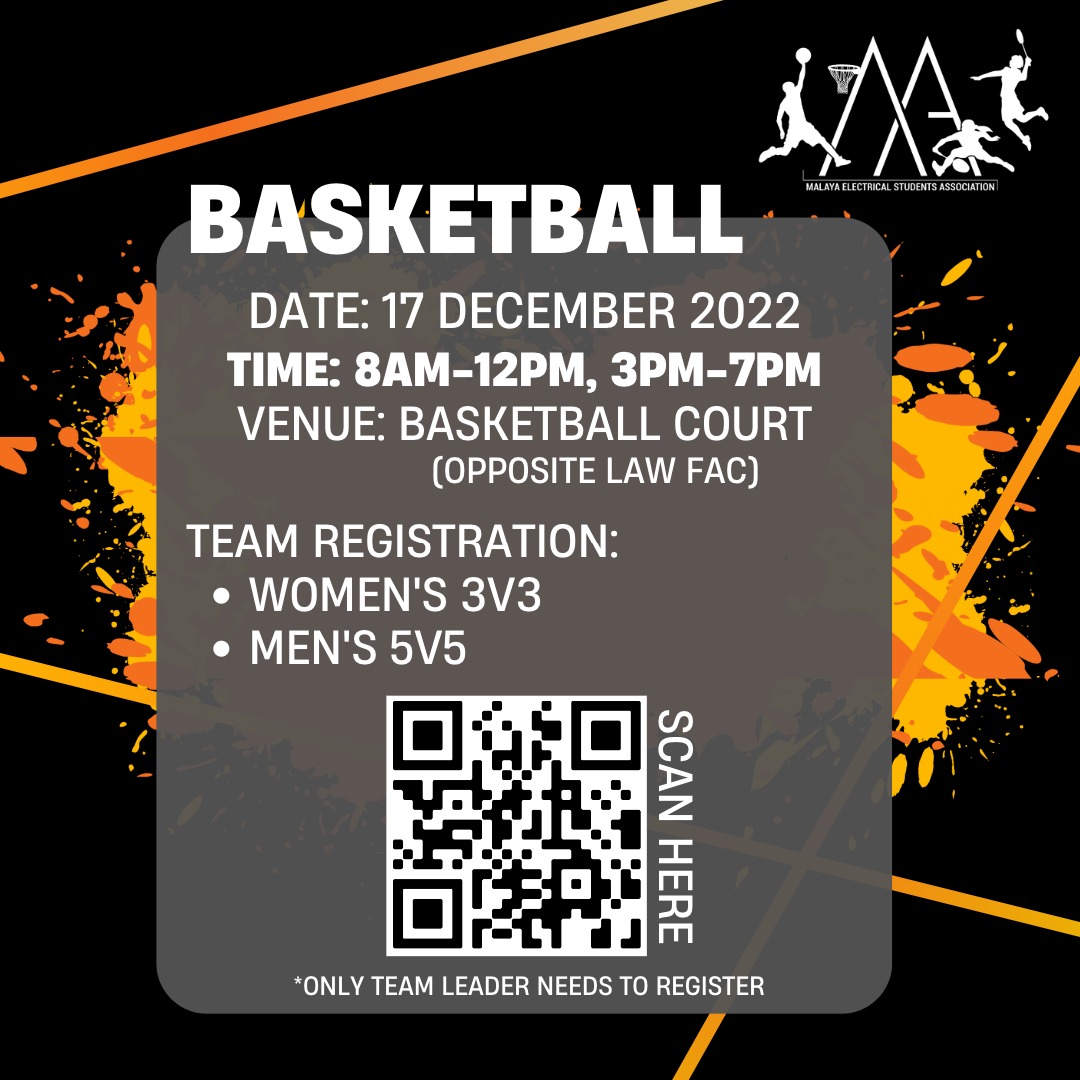 MALAYA ELECTRICAL STUDENTS ASSOCIATION
BASKETBALL
DATE: 17 DECEMBER 2022
TIME: 8AM-12PM, 3PM-7PM
VENUE: BASKETBALL COURT
(OPPOSITE LAW FAC)
TEAM REGISTRATION:
• WOMEN'S 3V3
• MEN'S 5V5
SCAN HERE
*ONLY TEAM LEADER NEEDS TO REGISTER